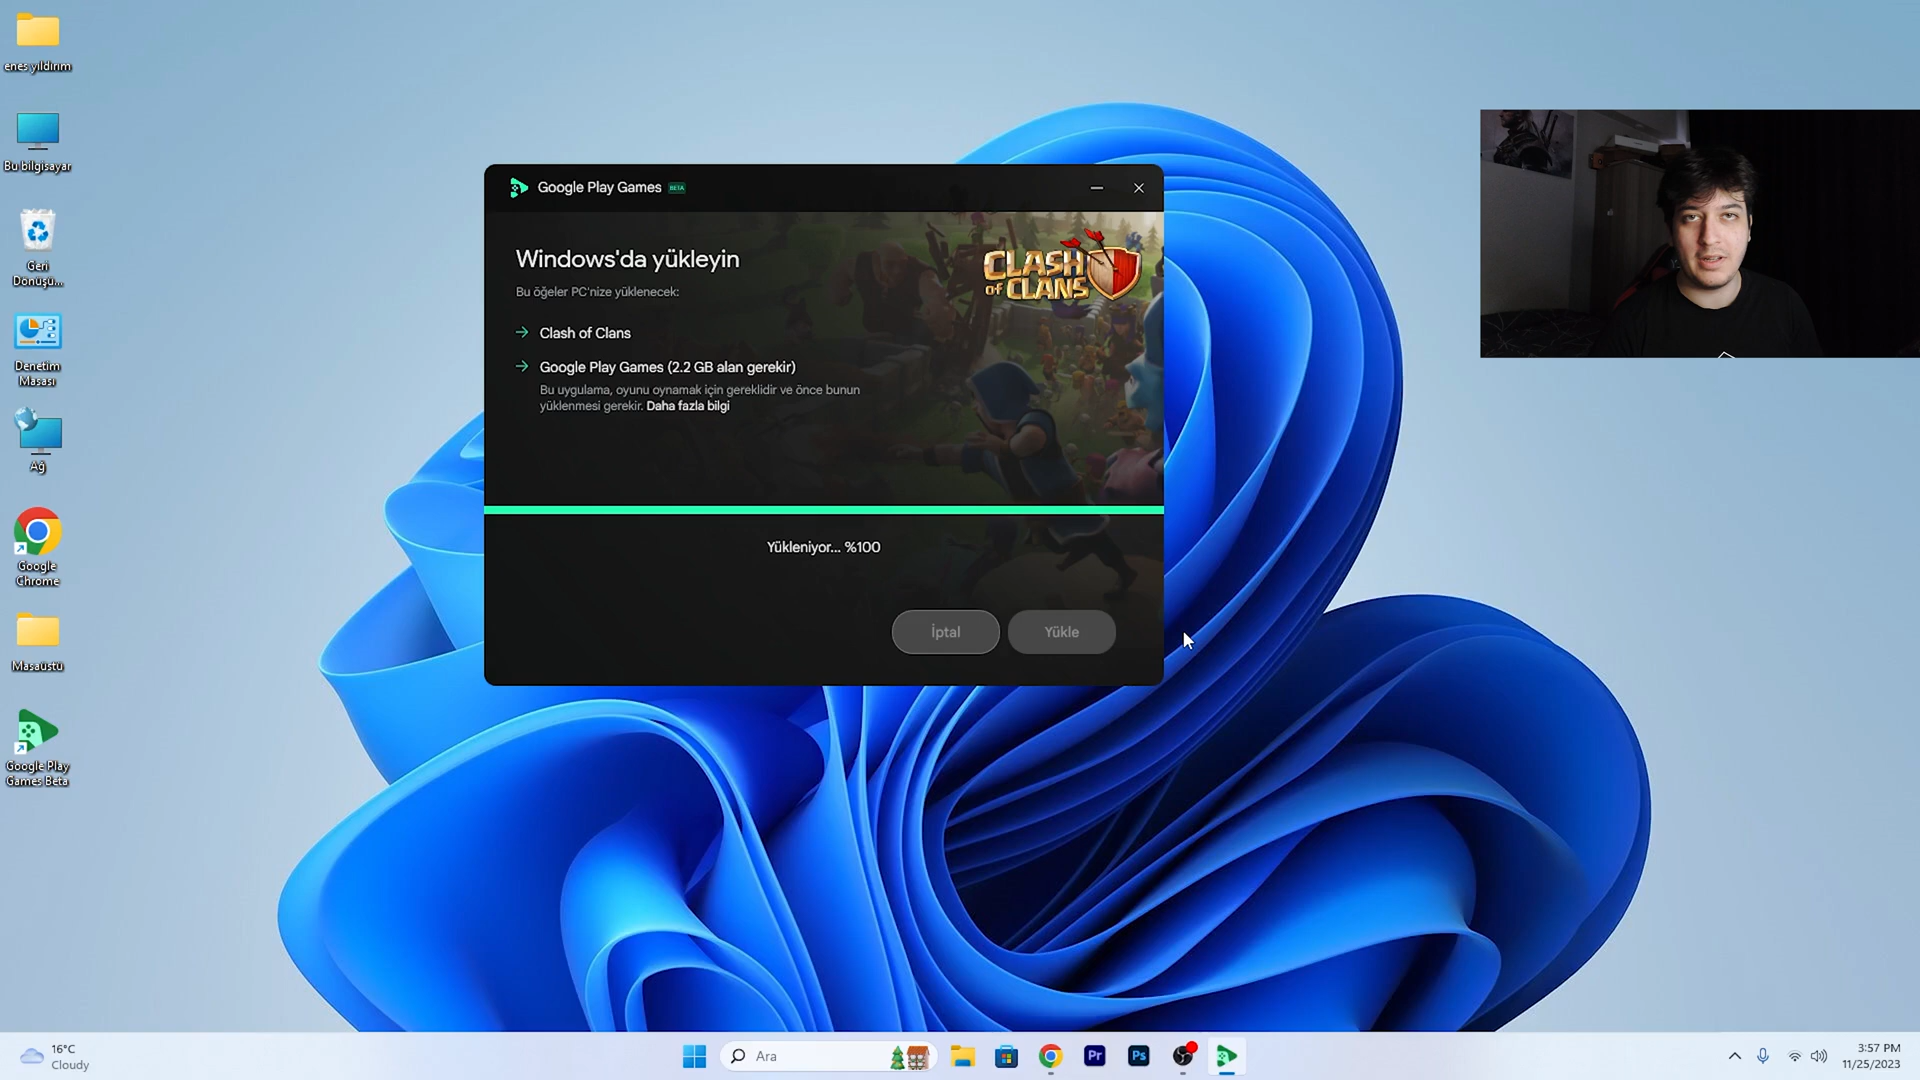 enes yıldırım
Bu bilgisayar
Geri
Dönüşü...
Denetim
Masası
Ağ
Google
Chrome
Masaüstü
Google Play
Games Beta
Google Play Games BETA
Windows'da yükleyin
Bu öğeler PC'nize yüklenecek:
CLASH
of CLANS
Clash of Clans
Google Play Games (2.2 GB alan gerekir)
Bu uygulama, oyunu oynamak için gereklidir ve önce bunun
yüklenmesi gerekir. Daha fazla bilgi
Yükleniyor... %100
İptal
Yükle
16°C
Cloudy
Ara
Pr
Ps
3:57 PM
11/25/2023